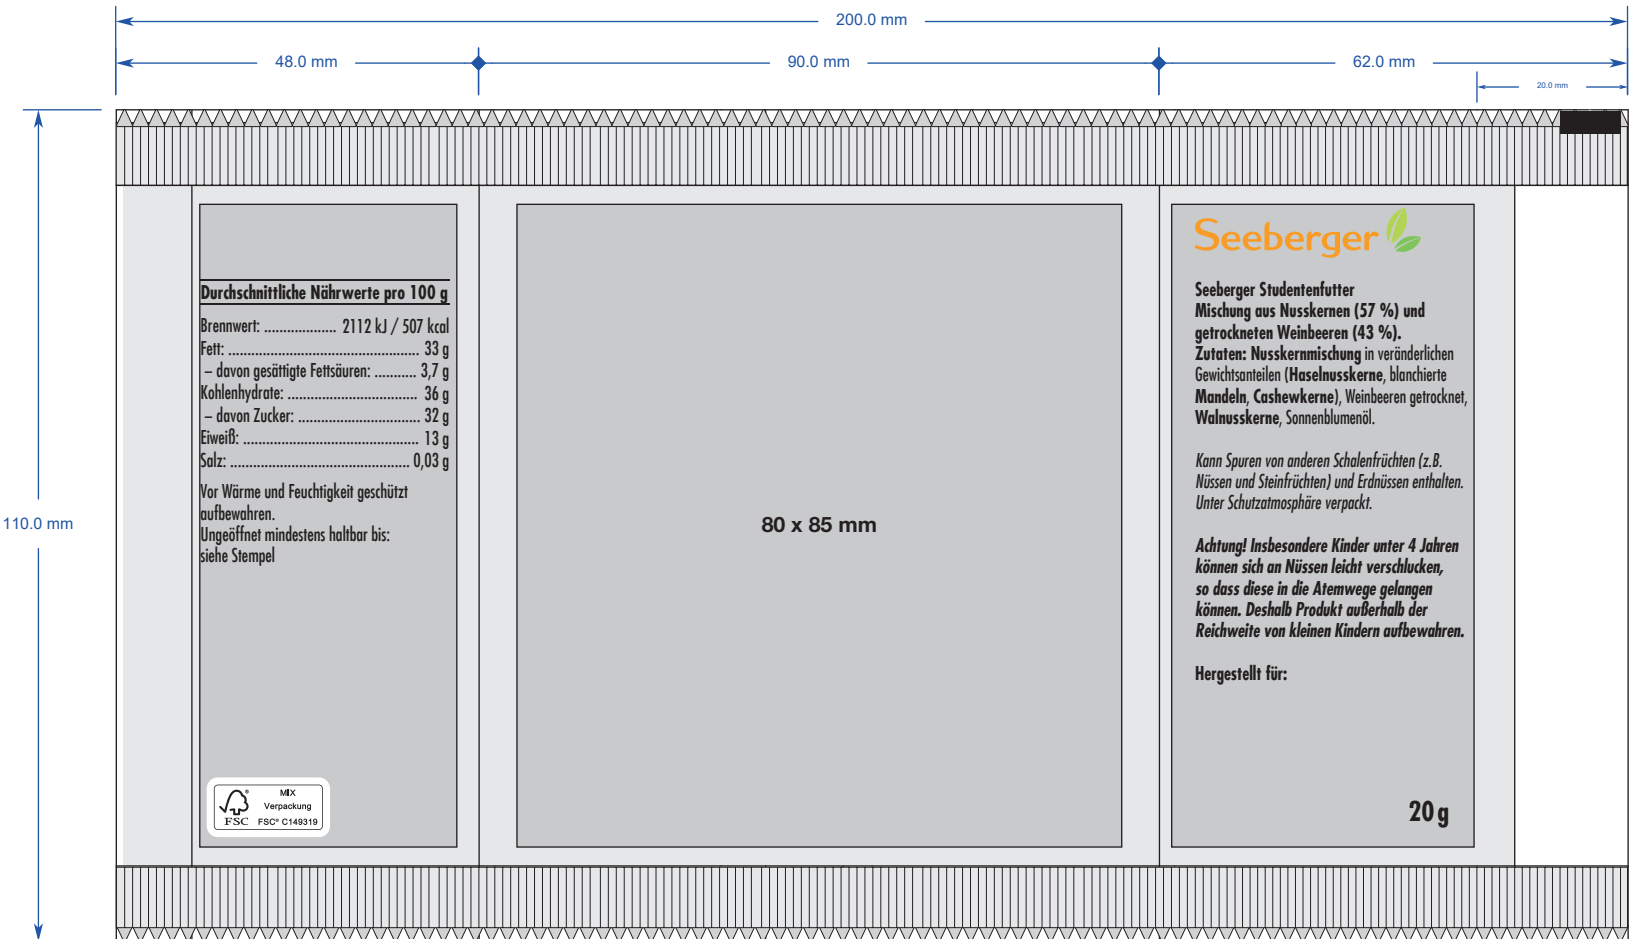 200.0 mm
48.0 mm
90.0 mm
62.0 mm
20.0 mm
110.0 mm
Durchschnittliche Nährwerte pro 100 g
Brennwert: ................... 2112 kJ / 507 kcal
Fett: .................................................. 33 g
– davon gesättigte Fettsäuren: ........... 3,7 g
Kohlenhydrate: .................................. 36 g
– davon Zucker: ................................ 32 g
Eiweiß: .............................................. 13 g
Salz: ............................................... 0,03 g
Vor Wärme und Feuchtigkeit geschützt
aufbewahren.
Ungeöffnet mindestens haltbar bis:
siehe Stempel
MIX
Verpackung
FSC® C149319
FSC
80 x 85 mm
Seeberger
Seeberger Studentenfutter
Mischung aus Nusskernen (57 %) und
getrockneten Weinbeeren (43 %).
Zutaten: Nusskernmischung in veränderlichen
Gewichtsanteilen (Haselnusskerne, blanchierte
Mandeln, Cashewkerne), Weinbeeren getrocknet,
Walnusskerne, Sonnenblumenöl.
Kann Spuren von anderen Schalenfrüchten (z.B.
Nüssen und Steinfrüchten) und Erdnüssen enthalten.
Unter Schutzatmosphäre verpackt.
Achtung! Insbesondere Kinder unter 4 Jahren
können sich an Nüssen leicht verschlucken,
so dass diese in die Atemwege gelangen
können. Deshalb Produkt außerhalb der
Reichweite von kleinen Kindern aufbewahren.
Hergestellt für:
20 g